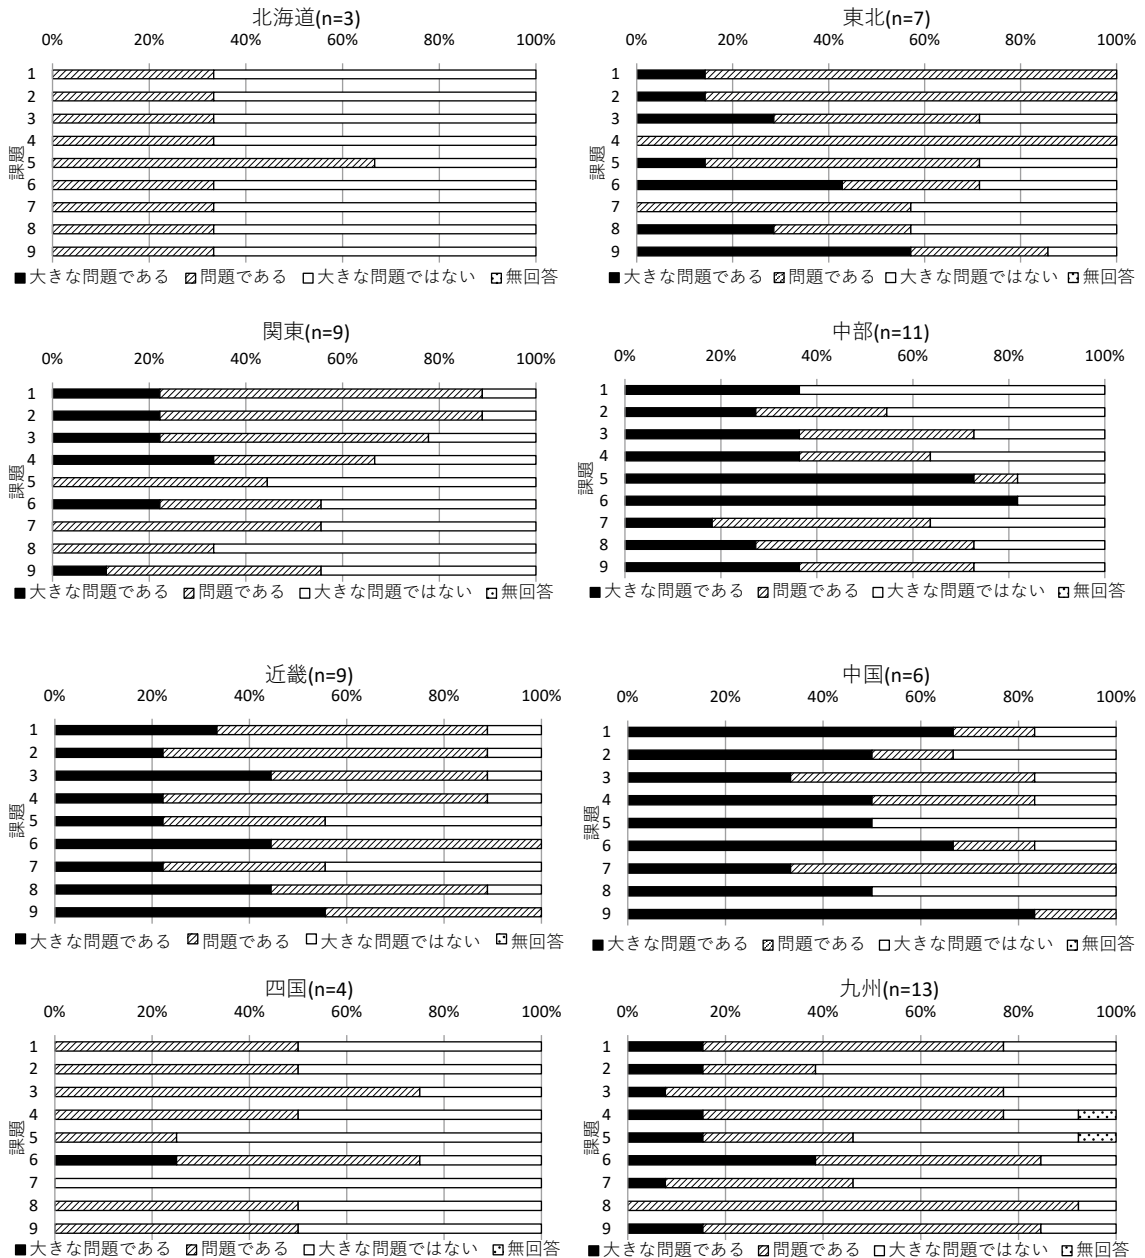 北海道(n=3)
0% 20% 40% 60% 80% 100%
課題
1
2
3
4
5
6
7
8
9
■大きな問題である 問題である 大きな問題ではない 無回答
東北(n=7)
0% 20% 40% 60% 80% 100%
課題
1
2
3
4
5
6
7
8
9
大きな問題である 問題である 大きな問題ではない 無回答
関東(n=9)
0% 20% 40% 60% 80% 100%
課題
1
2
3
4
5
6
7
8
9
大きな問題である 問題である 大きな問題ではない 無回答
中部(n=11)
0% 20% 40% 60% 80% 100%
課題
1
2
3
4
5
6
7
8
9
大きな問題である 問題である 大きな問題ではない 無回答
近畿(n=9)
0% 20% 40% 60% 80% 100%
課題
1
2
3
4
5
6
7
8
9
大きな問題である 問題である 大きな問題ではない 無回答
中国(n=6)
0% 20% 40% 60% 80% 100%
課題
1
2
3
4
5
6
7
8
9
大きな問題である 問題である 大きな問題ではない 無回答
四国(n=4)
0% 20% 40% 60% 80% 100%
課題
1
2
3
4
5
6
7
8
9
大きな問題である 問題である 大きな問題ではない 無回答
九州(n=13)
0% 20% 40% 60% 80% 100%
課題
1
2
3
4
5
6
7
8
9
大きな問題である 問題である 大きな問題ではない 無回答